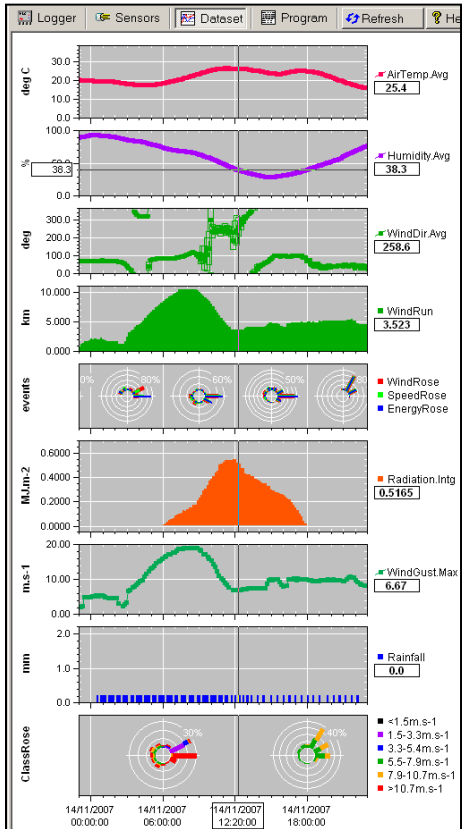 Logger Sensors Dataset Program Refresh ? He
deg C
30.0
20.0
10.0
0.0
AirTemp.Avg
25.4
%
100.0
38.3
0.0
Humidity.Avg
38.3
deg
300.0
200.0
100.0
0.0
WindDir.Avg
258.6
km
10.000
5.000
0.000
WindRun
3.523
events
0% 80% 60% 50% 60%
WindRose
SpeedRose
EnergyRose
MJ.m-2
0.6000
0.4000
0.2000
0.0000
Radiation.Intg
0.5165
m.s-1
20.00
10.00
0.00
WindGust.Max
6.67
mm
2.0
1.0
0.0
Rainfall
0.0
ClassRose
30% 40%
<1.5m.s-1
1.5-3.3m.s-1
3.3-5.4m.s-1
5.5-7.9m.s-1
7.9-10.7m.s-1
>10.7m.s-1
14/11/2007 14/11/2007 14/11/2007 14/11/2007
00:00:00 06:00:00 12:20:00 18:00:00